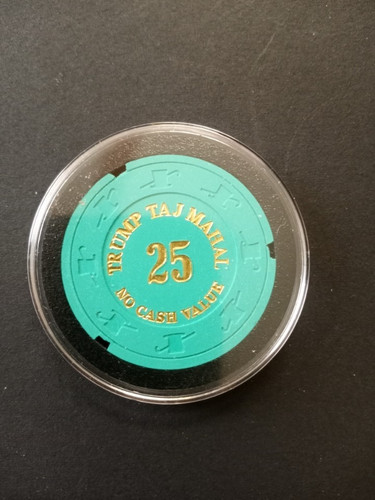 TRUMP TAJ MAHAL
25
NO CASH VALUE